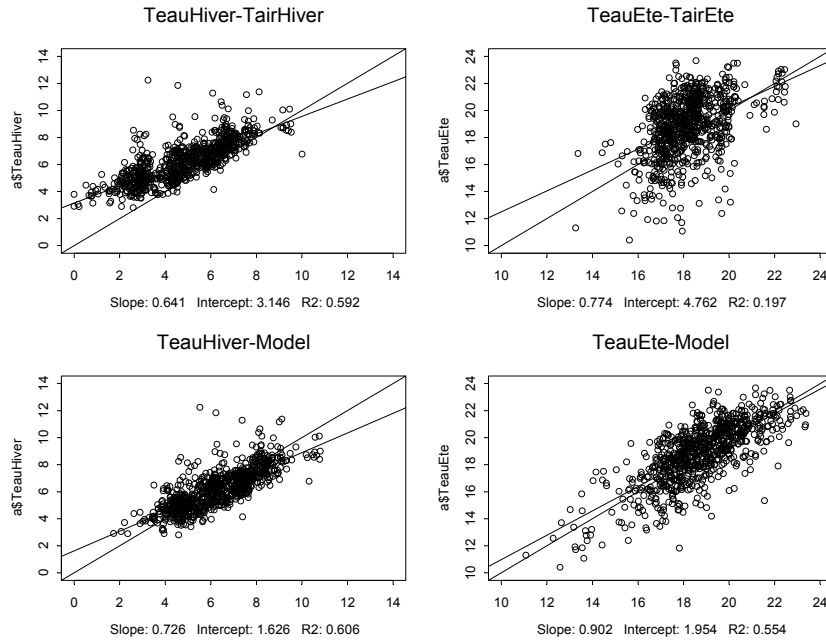 TeauHiver-TairHiver
a$TeauHiver
14
12
10
8
6
4
2
0
0 2 4 6 8 10 12 14
Slope: 0.641 Intercept: 3.146 R2: 0.592
TeauEte-TairEte
a$TeauEte
24
22
20
18
16
14
12
10
10 12 14 16 18 20 22 24
Slope: 0.774 Intercept: 4.762 R2: 0.197
TeauHiver-Model
a$TeauHiver
14
12
10
8
6
4
2
0
0 2 4 6 8 10 12 14
Slope: 0.726 Intercept: 1.626 R2: 0.606
TeauEte-Model
a$TeauEte
24
22
20
18
16
14
12
10
10 12 14 16 18 20 22 24
Slope: 0.902 Intercept: 1.954 R2: 0.554